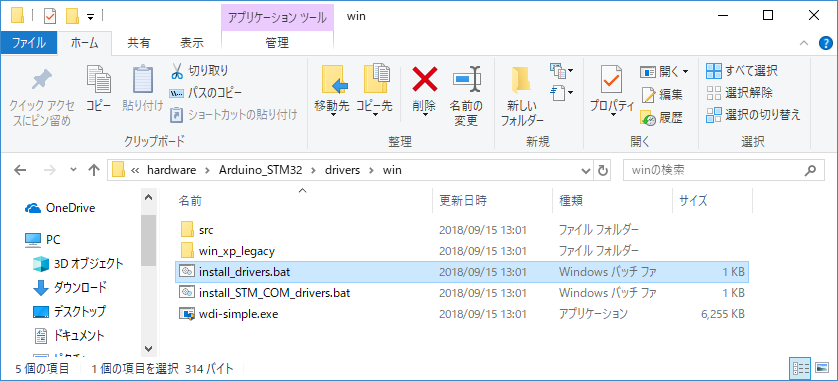 アプリケーション ツール
win
ファイル
ホーム
共有
表示
管理
クイック アクセスにピン留め
コピー
貼り付け
切り取り
パスのコピー
ショートカットの貼り付け
クリップボード
移動先
コピー先
削除
名前の変更
整理
新しいフォルダー
新規
プロパティ
開く
編集
履歴
開く
すべて選択
選択解除
選択の切り替え
選択
« hardware › Arduino_STM32 › drivers › win
winの検索
OneDrive
PC
3D オブジェクト
ダウンロード
デスクトップ
ドキュメント
名前 更新日時 種類 サイズ
src 2018/09/15 13:01 ファイル フォルダー
win_xp_legacy 2018/09/15 13:01 ファイル フォルダー
install_drivers.bat 2018/09/15 13:01 Windows バッチ ファ 1 KB
install_STM_COM_drivers.bat 2018/09/15 13:01 Windows バッチ ファ 1 KB
wdi-simple.exe 2018/09/15 13:01 アプリケーション 6,255 KB
5 個の項目 1 個の項目を選択 314 バイト